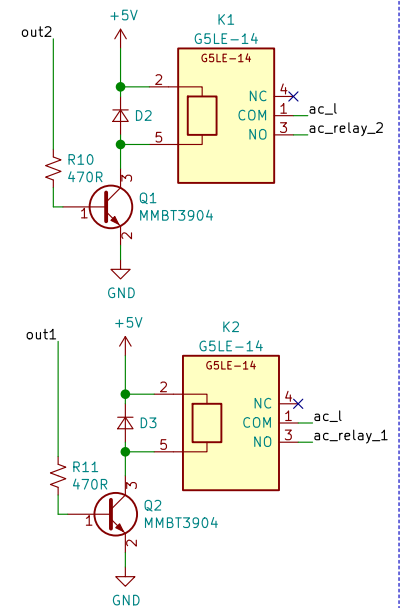 +5V
K1
G5LE-14
out2
G5LE-14
2
NC 4
D2
COM 1 ac_l
NO 3 ac_relay_2
5
R10
470R
3
Q1
1
MMBT3904
2
GND
+5V
K2
G5LE-14
out1
G5LE-14
2
NC 4
D3
COM 1 ac_l
NO 3 ac_relay_1
5
R11
470R
3
Q2
1
MMBT3904
2
GND